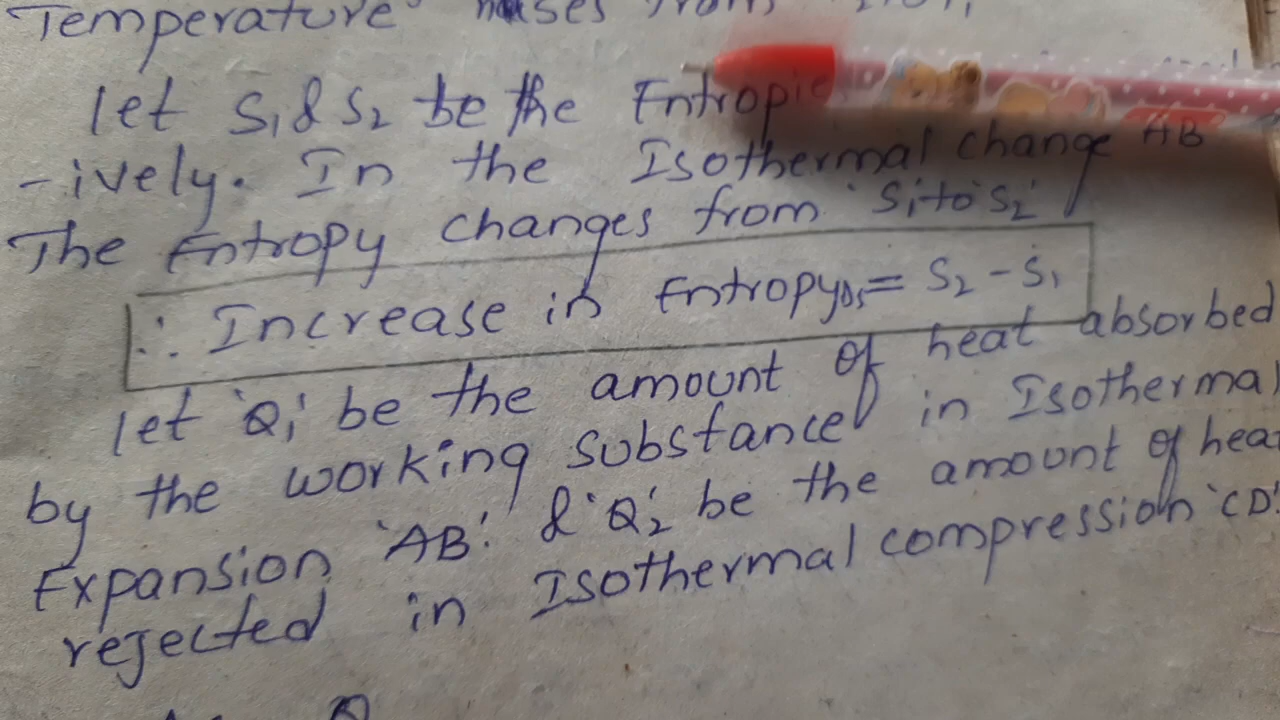 Temperature from
let S₁ & S₂ be the Entropie
-ively. In the Isothermal change AB
The Entropy changes from 'S₁ to S₂'
∴ Increase in Entropy Ds = S₂ - S₁
let 'Q₁' be the amount of heat absorbed
by the working substance in Isothermal
Expansion 'AB'. & 'Q₂' be the amount of heat
rejected in Isothermal compression 'CD'.